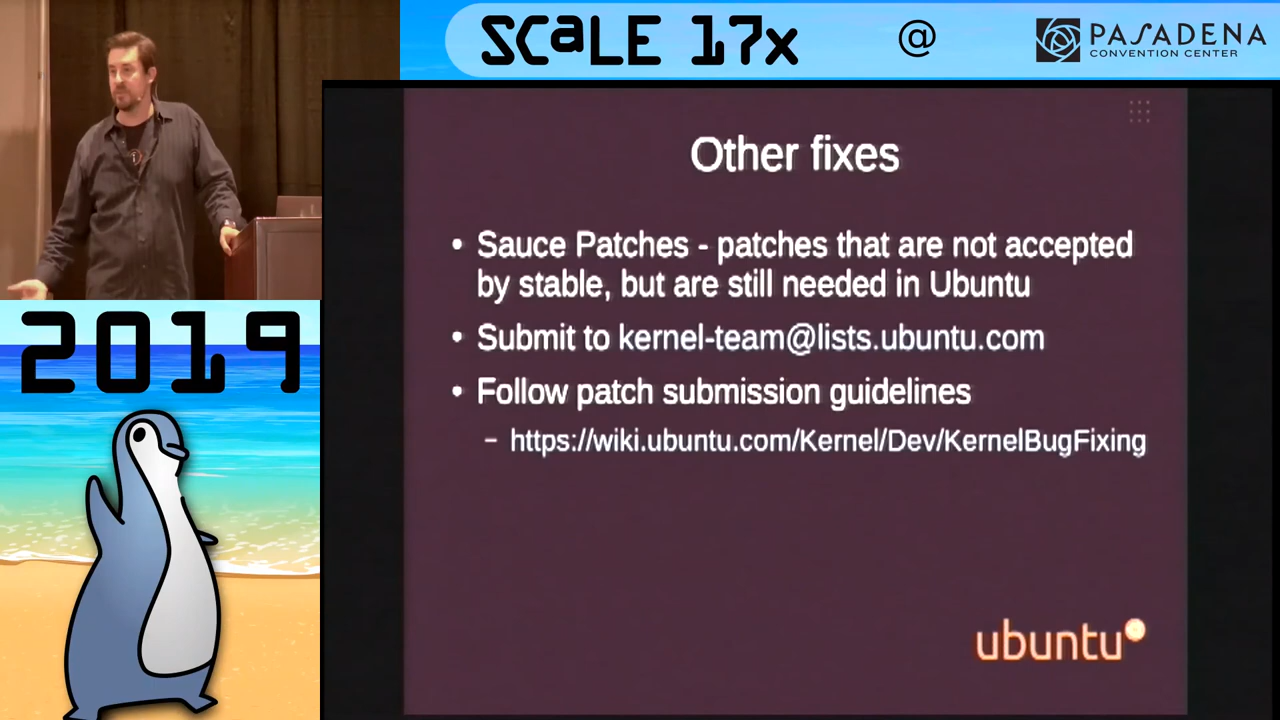 SCALE 17x
@
PASADENA
CONVENTION CENTER
2019
Other fixes
• Sauce Patches - patches that are not accepted
by stable, but are still needed in Ubuntu
• Submit to kernel-team@lists.ubuntu.com
• Follow patch submission guidelines
– https://wiki.ubuntu.com/Kernel/Dev/KernelBugFixing
ubuntu